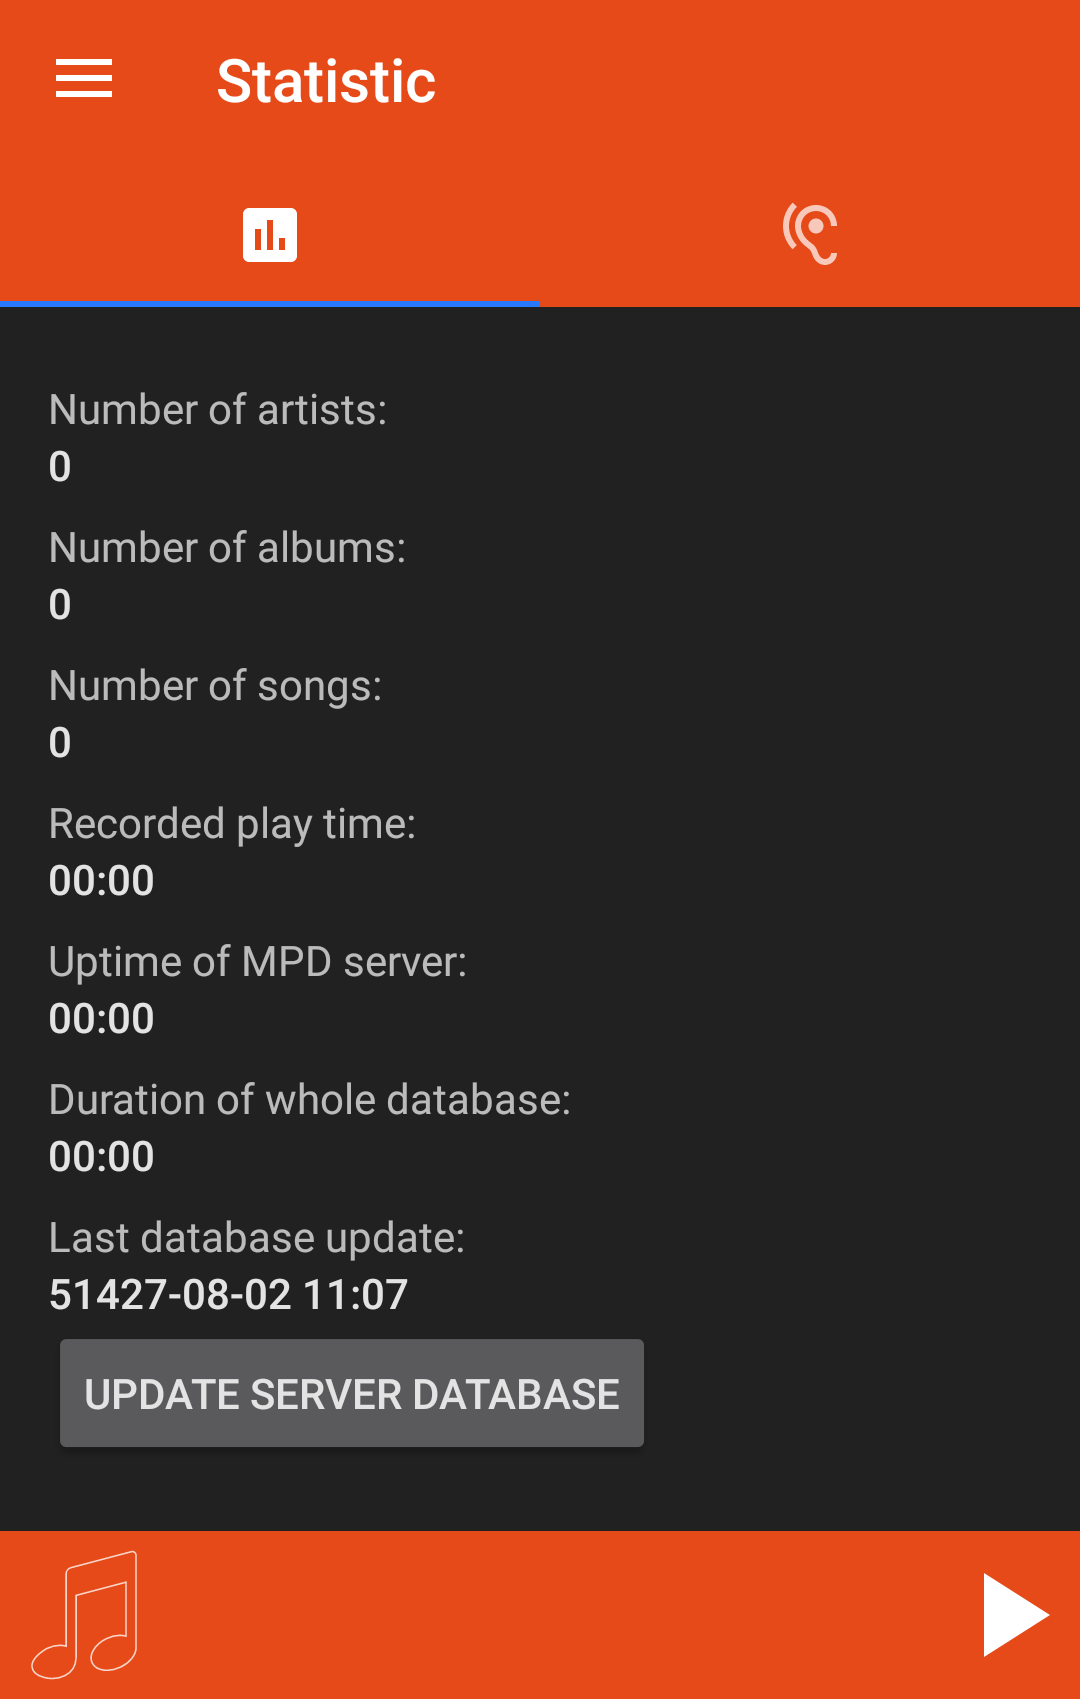 Statistic
Number of artists:
0
Number of albums:
0
Number of songs:
0
Recorded play time:
00:00
Uptime of MPD server:
00:00
Duration of whole database:
00:00
Last database update:
51427-08-02 11:07
UPDATE SERVER DATABASE